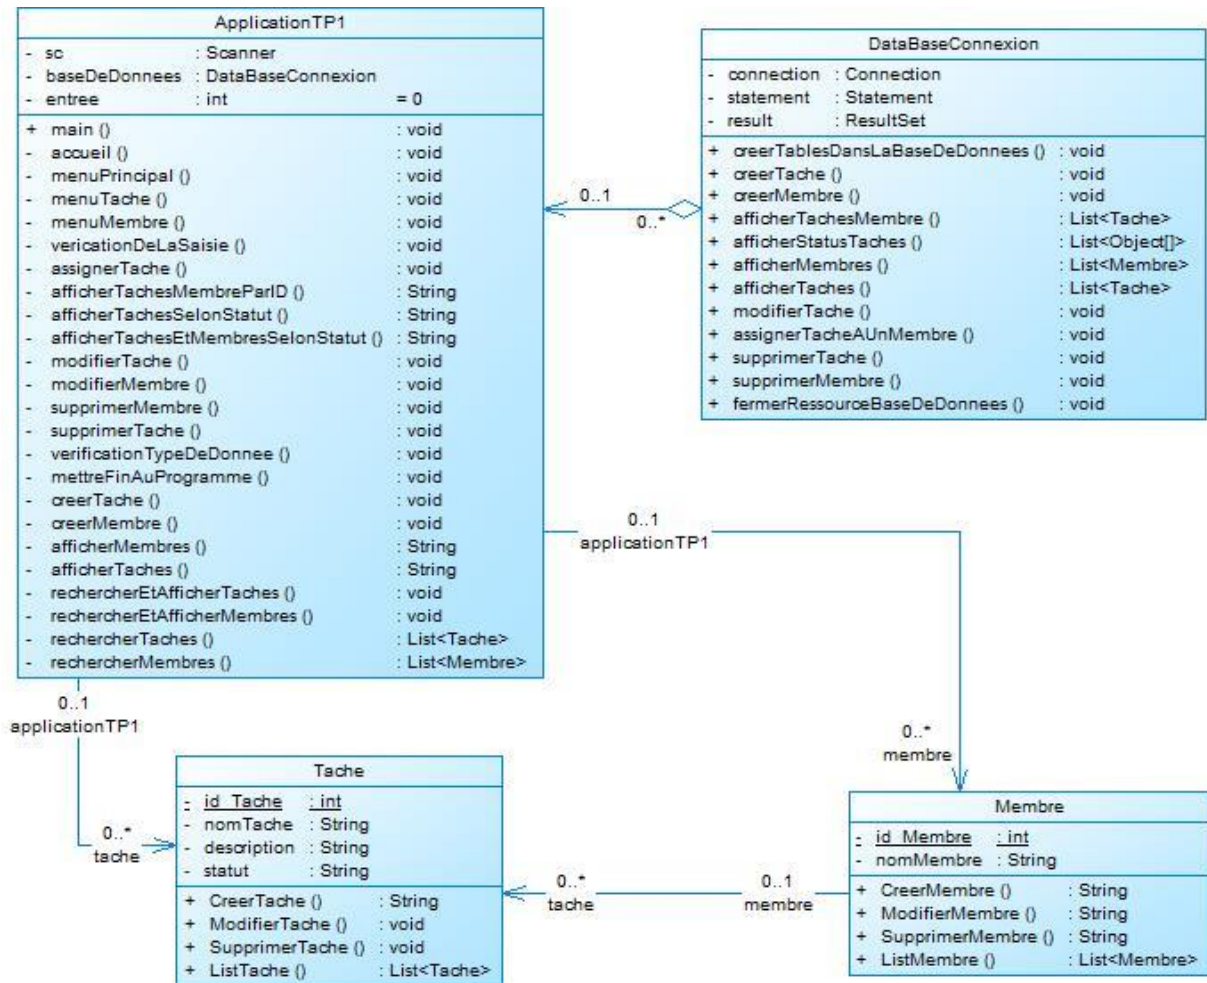 ApplicationTP1
- sc : Scanner
- baseDeDonnees : DataBaseConnexion
- entree : int = 0
+ main () : void
- accueil () : void
- menuPrincipal () : void
- menuTache () : void
- menuMembre () : void
- vericationDeLaSaisie () : void
- assignerTache () : void
- afficherTachesMembreParID () : String
- afficherTachesSelonStatut () : String
- afficherTachesEtMembresSelonStatut () : String
- modifierTache () : void
- modifierMembre () : void
- supprimerMembre () : void
- supprimerTache () : void
- verificationTypeDeDonnee () : void
- mettreFinAuProgramme () : void
- creerTache () : void
- creerMembre () : void
- afficherMembres () : String
- afficherTaches () : String
- rechercherEtAfficherTaches () : void
- rechercherEtAfficherMembres () : void
- rechercherTaches () : List<Tache>
- rechercherMembres () : List<Membre>
DataBaseConnexion
- connection : Connection
- statement : Statement
- result : ResultSet
+ creerTablesDansLaBaseDeDonnees () : void
+ creerTache () : void
+ creerMembre () : void
+ afficherTachesMembre () : List<Tache>
+ afficherStatusTaches () : List<Object[]>
+ afficherMembres () : List<Membre>
+ afficherTaches () : List<Tache>
+ modifierTache () : void
+ assignerTacheAUnMembre () : void
+ supprimerTache () : void
+ supprimerMembre () : void
+ fermerRessourceBaseDeDonnees () : void
0..1
0..*
0..1
applicationTP1
0..*
membre
0..1
applicationTP1
0..*
tache
Tache
- id_Tache : int
- nomTache : String
- description : String
- statut : String
+ CreerTache () : String
+ ModifierTache () : void
+ SupprimerTache () : void
+ ListTache () : List<Tache>
0..*
tache
0..1
membre
Membre
- id_Membre : int
- nomMembre : String
+ CreerMembre () : String
+ ModifierMembre () : String
+ SupprimerMembre () : String
+ ListMembre () : List<Membre>